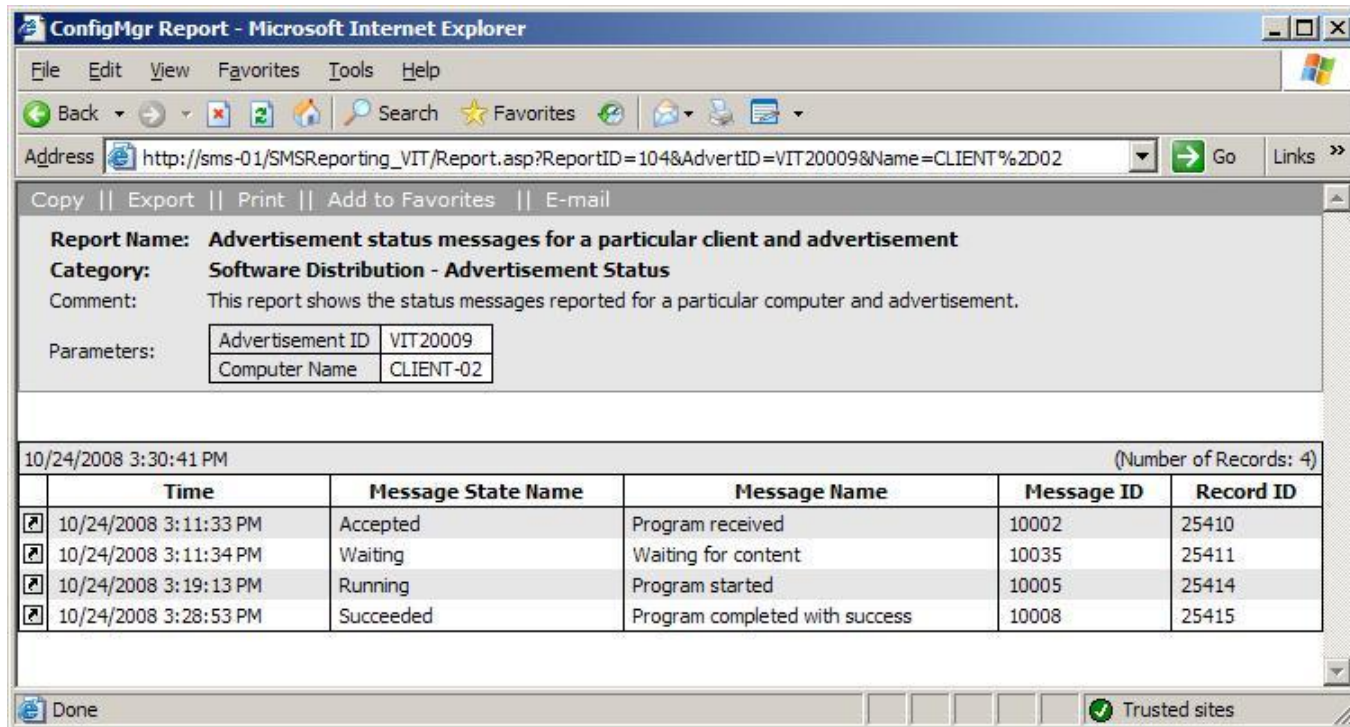 ConfigMgr Report - Microsoft Internet Explorer
File Edit View Favorites Tools Help
Back Search Favorites
Address http://sms-01/SMSReporting_VIT/Report.asp?ReportID=104&AdvertID=VIT20009&Name=CLIENT%2D02 Go Links »
Copy || Export || Print || Add to Favorites || E-mail
Report Name: Advertisement status messages for a particular client and advertisement
Category: Software Distribution - Advertisement Status
Comment: This report shows the status messages reported for a particular computer and advertisement.
Parameters:
Advertisement ID VIT20009
Computer Name CLIENT-02
10/24/2008 3:30:41 PM (Number of Records: 4)
Time Message State Name Message Name Message ID Record ID
10/24/2008 3:11:33 PM Accepted Program received 10002 25410
10/24/2008 3:11:34 PM Waiting Waiting for content 10035 25411
10/24/2008 3:19:13 PM Running Program started 10005 25414
10/24/2008 3:28:53 PM Succeeded Program completed with success 10008 25415
Done Trusted sites